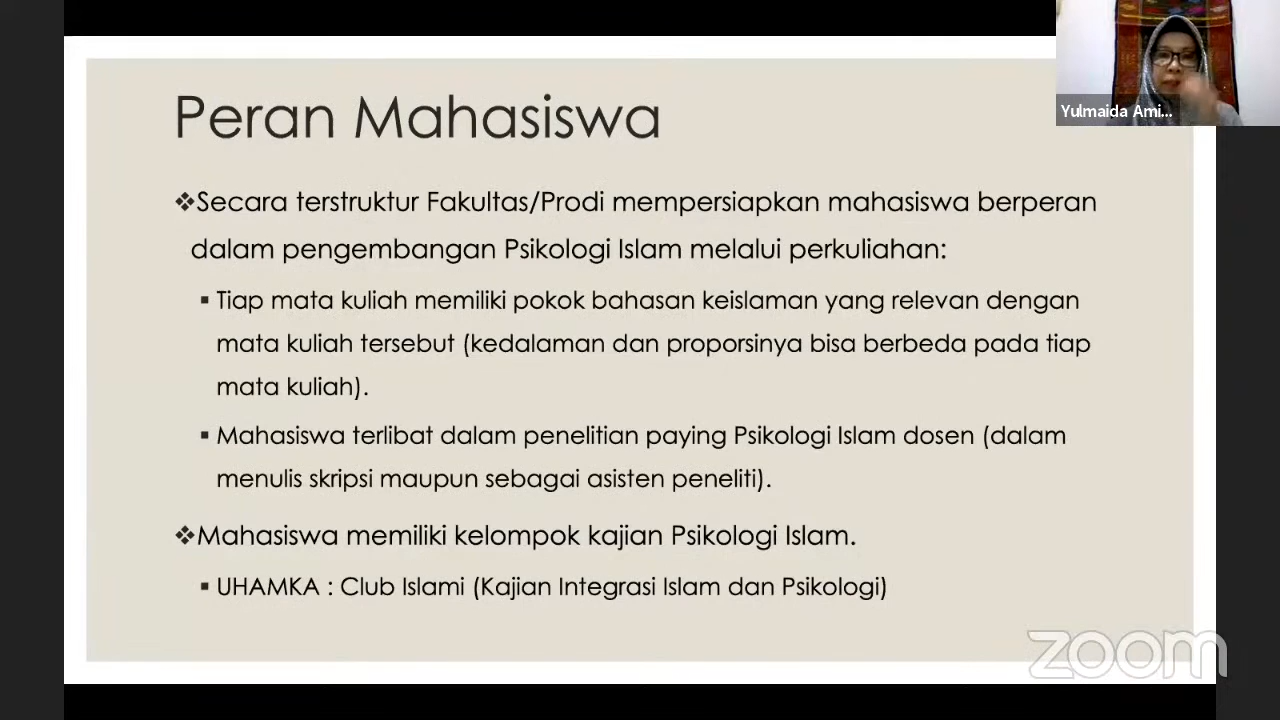 Peran Mahasiswa
❖Secara terstruktur Fakultas/Prodi mempersiapkan mahasiswa berperan
dalam pengembangan Psikologi Islam melalui perkuliahan:
▪ Tiap mata kuliah memiliki pokok bahasan keislaman yang relevan dengan
mata kuliah tersebut (kedalaman dan proporsinya bisa berbeda pada tiap
mata kuliah).
▪ Mahasiswa terlibat dalam penelitian paying Psikologi Islam dosen (dalam
menulis skripsi maupun sebagai asisten peneliti).
❖Mahasiswa memiliki kelompok kajian Psikologi Islam.
▪ UHAMKA : Club Islami (Kajian Integrasi Islam dan Psikologi)
Yulmaida Ami...
zoom